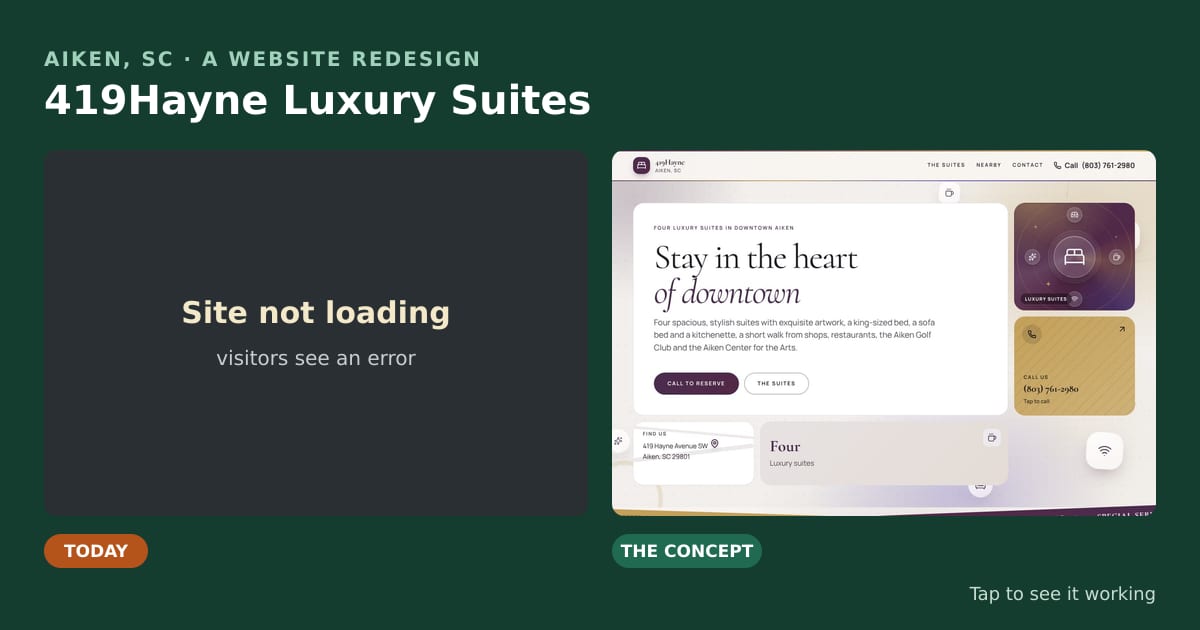 AIKEN, SC · A WEBSITE REDESIGN
419Hayne Luxury Suites
Site not loading
visitors see an error
TODAY
419Hayne
AIKEN, SC
THE SUITES NEARBY CONTACT Call (803) 761-2980
FOUR LUXURY SUITES IN DOWNTOWN AIKEN
Stay in the heart
of downtown
Four spacious, stylish suites with exquisite artwork, a king-sized bed, a sofa
bed and a kitchenette, a short walk from shops, restaurants, the Aiken Golf
Club and the Aiken Center for the Arts.
CALL TO RESERVE THE SUITES
LUXURY SUITES
CALL US
(803) 761-2980
Tap to call
FIND US
419 Hayne Avenue SW
Aiken, SC 29801
Four
Luxury suites
SPECIAL
THE CONCEPT
Tap to see it working